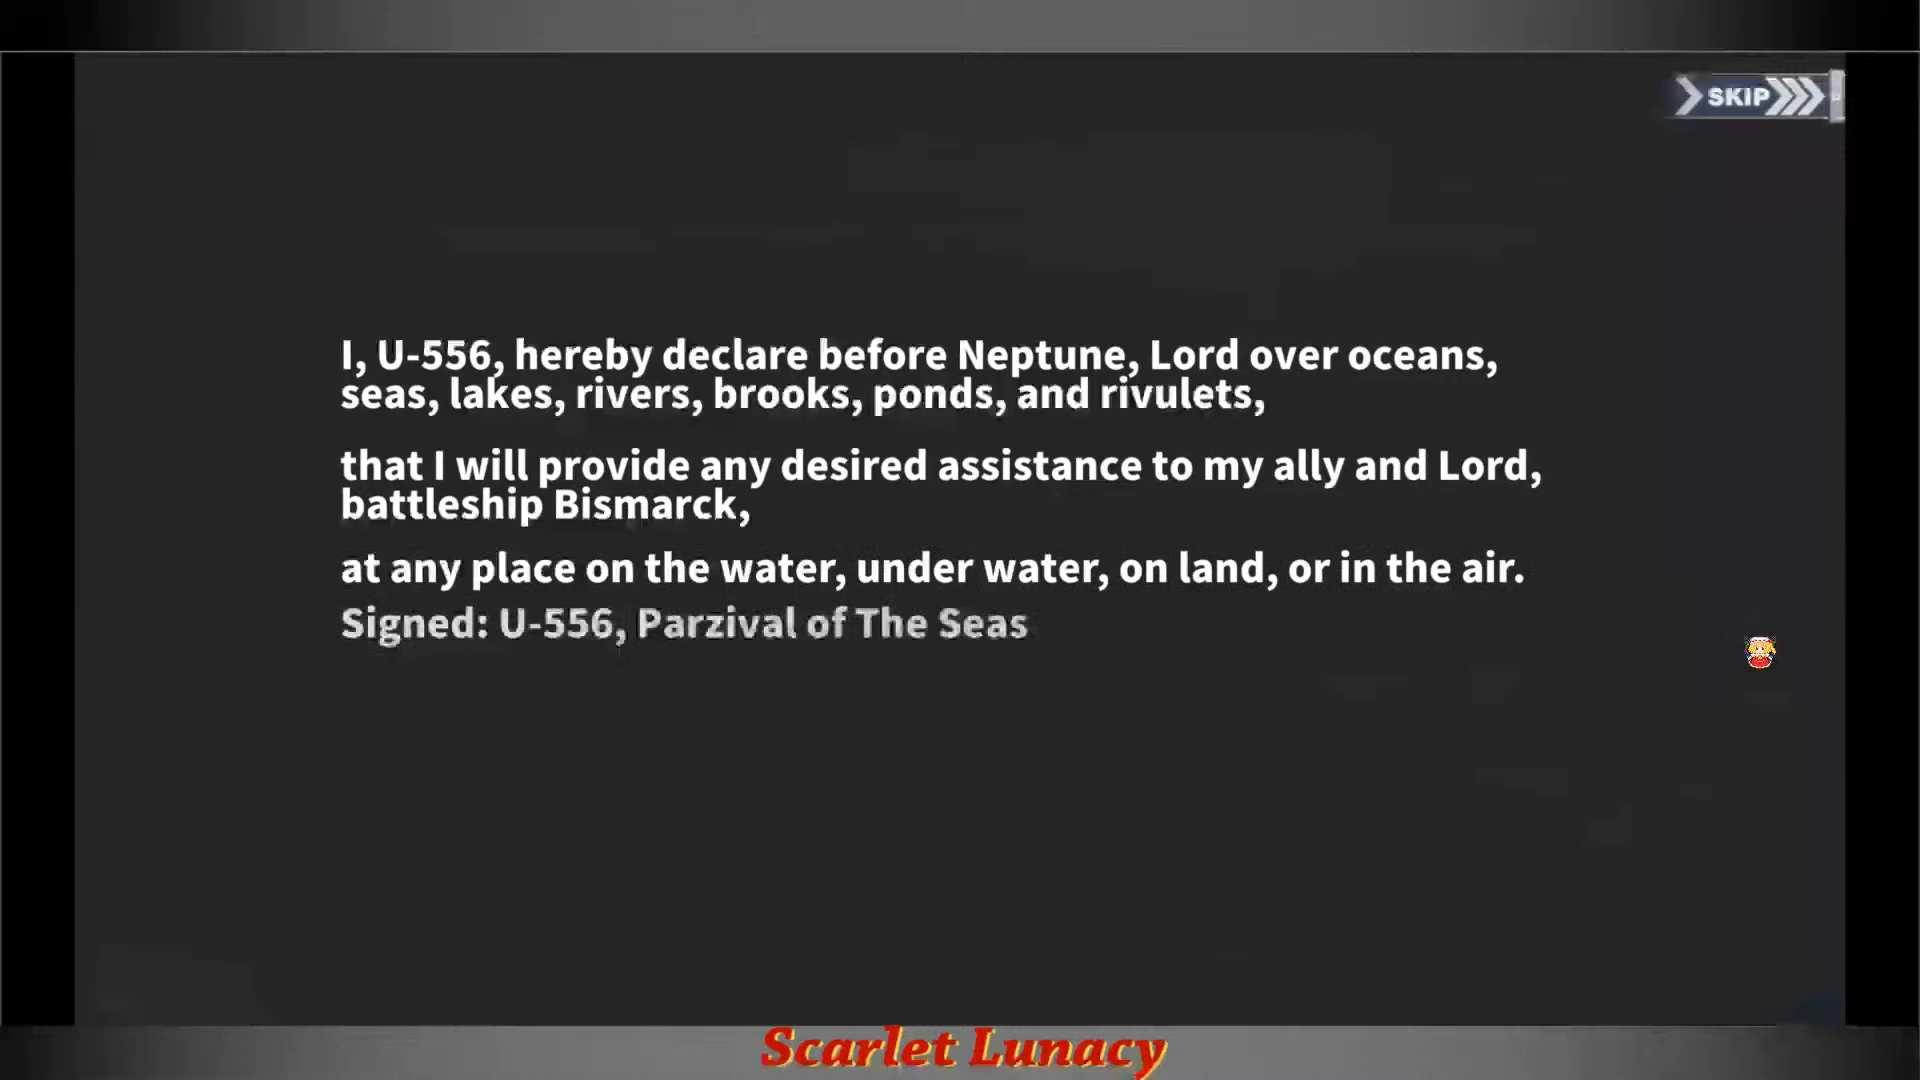 SKIP
I, U-556, hereby declare before Neptune, Lord over oceans,
seas, lakes, rivers, brooks, ponds, and rivulets,
that I will provide any desired assistance to my ally and Lord,
battleship Bismarck,
at any place on the water, under water, on land, or in the air.
Signed: U-556, Parzival of The Seas
Scarlet Lunacy